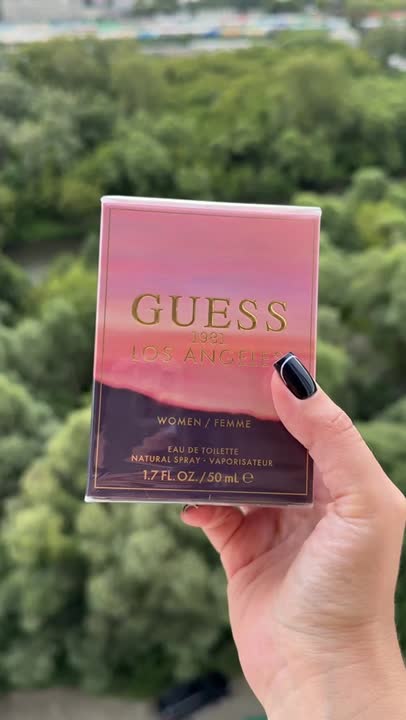 GUESS
1981
LOS ANGELES
WOMEN / FEMME
EAU DE TOILETTE
NATURAL SPRAY · VAPORISATEUR
1.7 FL.OZ. / 50 mL ℮